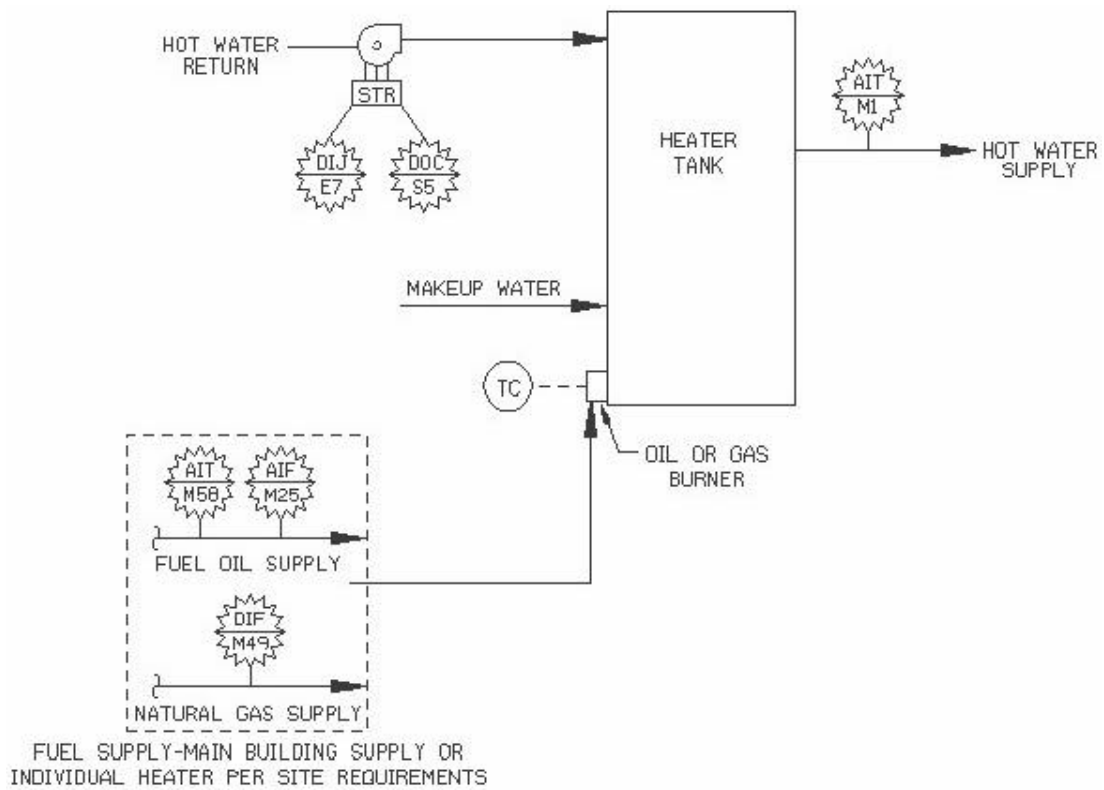 HOT WATER
RETURN
STR
DIJ
E7
DOC
S5
HEATER
TANK
AIT
M1
HOT WATER
SUPPLY
MAKEUP WATER
TC
OIL OR GAS
BURNER
AIT
M58
AIF
M25
FUEL OIL SUPPLY
DIF
M49
NATURAL GAS SUPPLY
FUEL SUPPLY-MAIN BUILDING SUPPLY OR
INDIVIDUAL HEATER PER SITE REQUIREMENTS